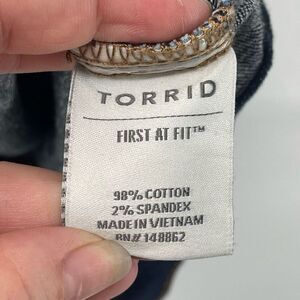 TORRID
FIRST AT FIT™
98% COTTON
2% SPANDEX
MADE IN VIETNAM
RN# 148862